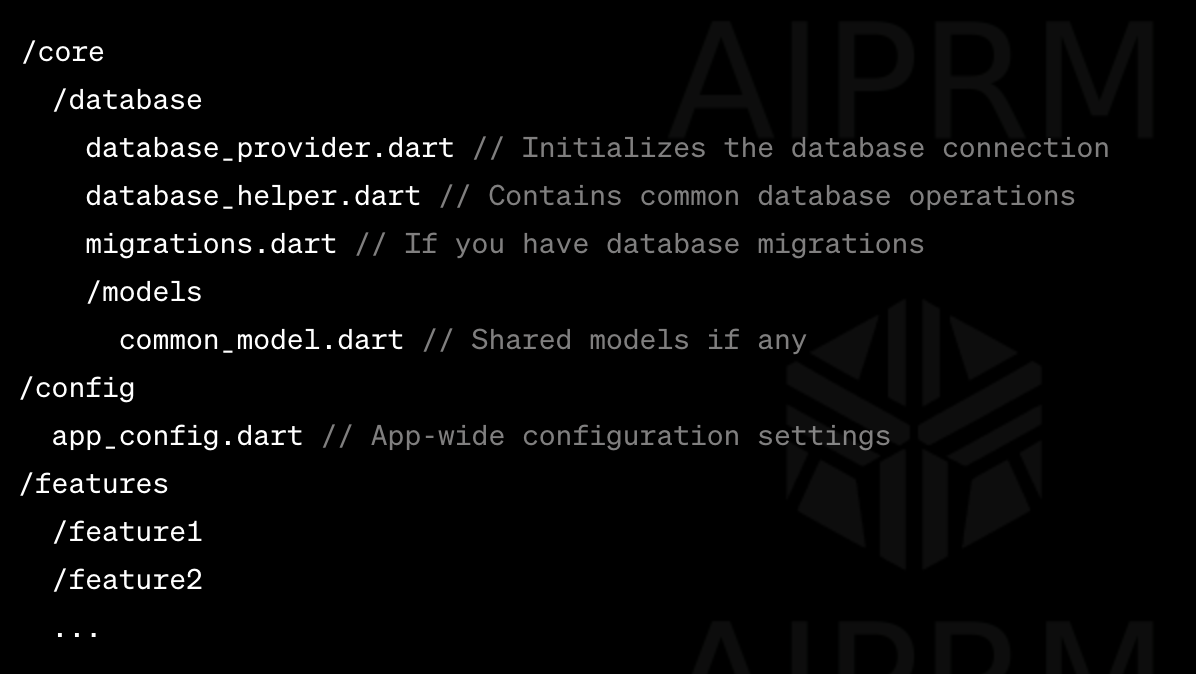 AIPRM
/core
/database
database_provider.dart // Initializes the database connection
database_helper.dart // Contains common database operations
migrations.dart // If you have database migrations
/models
common_model.dart // Shared models if any
/config
app_config.dart // App-wide configuration settings
/features
/feature1
/feature2
...
AIPRM